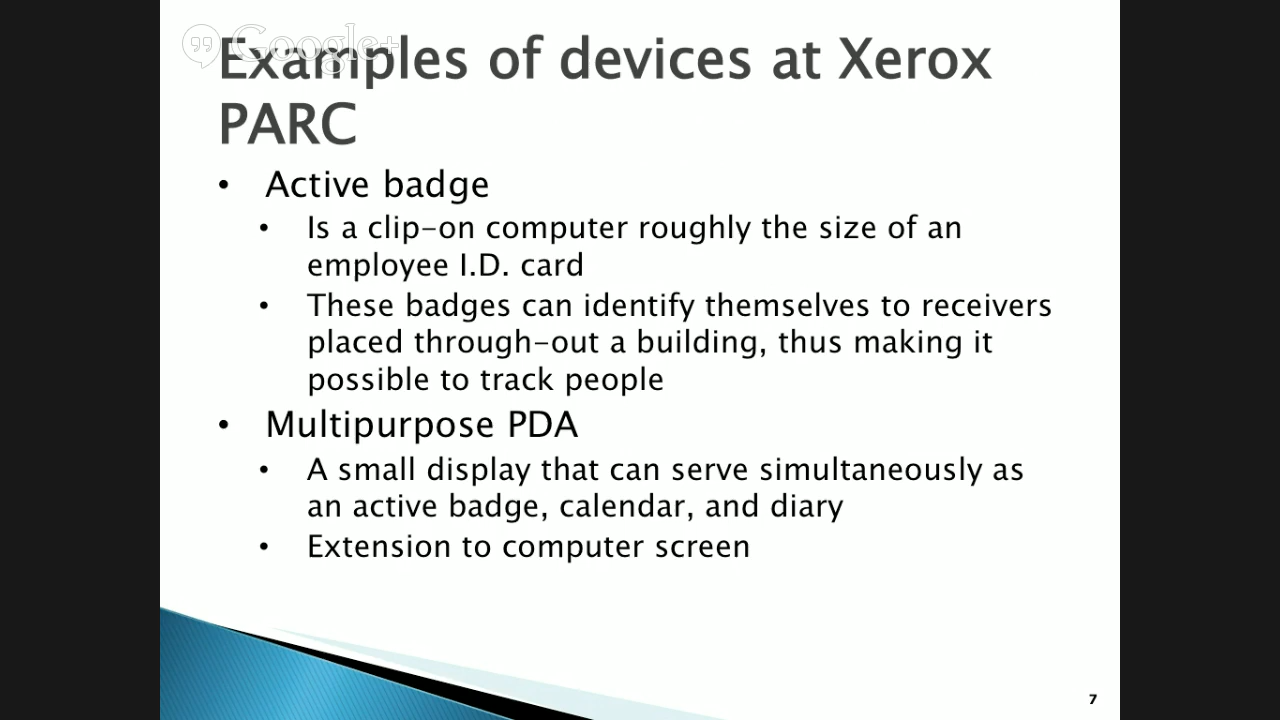 Google+
Examples of devices at Xerox
PARC
• Active badge
• Is a clip-on computer roughly the size of an
employee I.D. card
• These badges can identify themselves to receivers
placed through-out a building, thus making it
possible to track people
• Multipurpose PDA
• A small display that can serve simultaneously as
an active badge, calendar, and diary
• Extension to computer screen
7